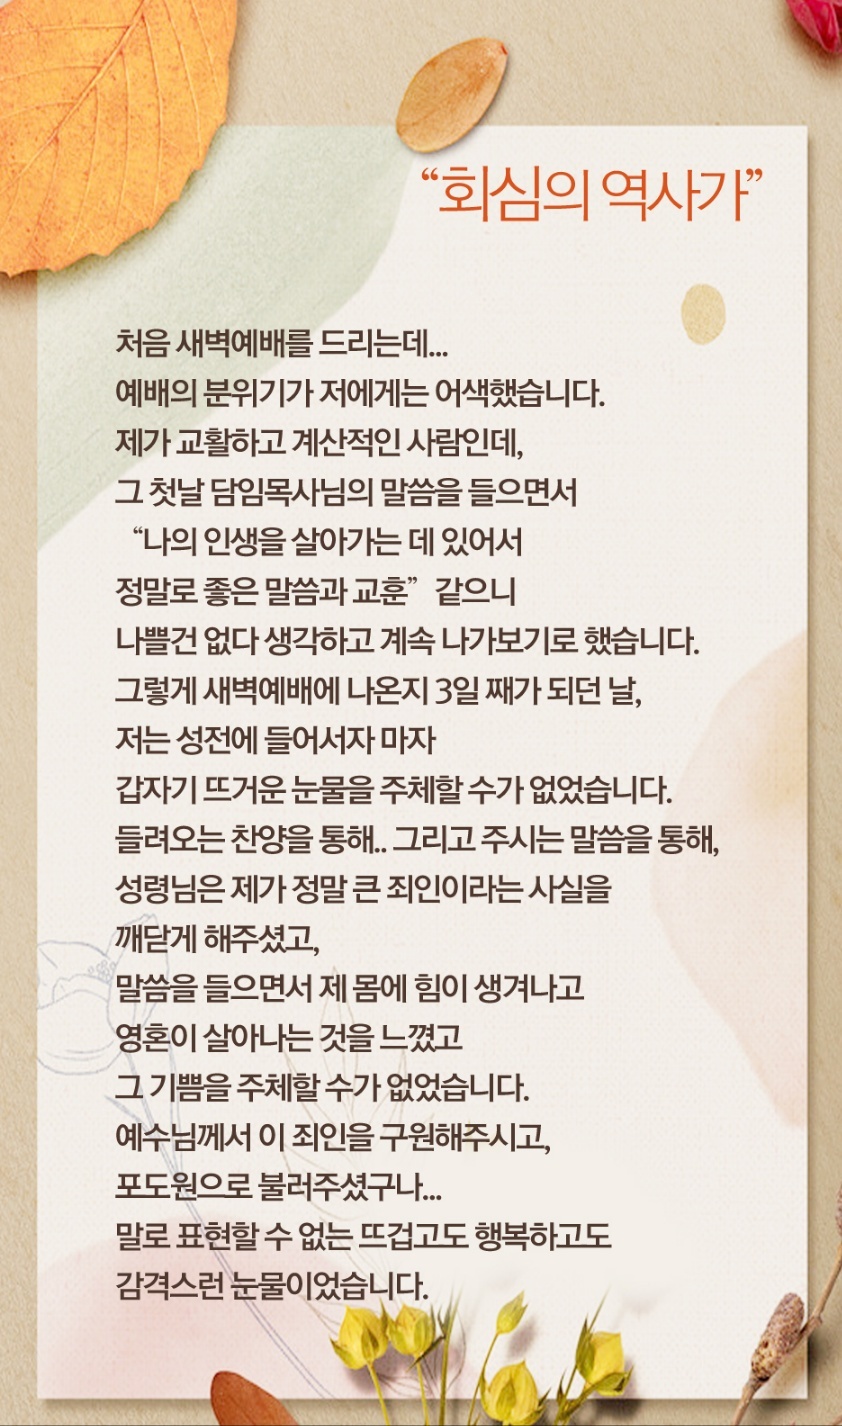 “회심의 역사가”
처음 새벽예배를 드리는데...
예배의 분위기가 저에게는 어색했습니다.
제가 교활하고 계산적인 사람인데,
그 첫날 담임목사님의 말씀을 들으면서
“나의 인생을 살아가는 데 있어서
정말로 좋은 말씀과 교훈” 같으니
나쁠건 없다 생각하고 계속 나가보기로 했습니다.
그렇게 새벽예배에 나온지 3일 째가 되던 날,
저는 성전에 들어서자 마자
갑자기 뜨거운 눈물을 주체할 수가 없었습니다.
들려오는 찬양을 통해.. 그리고 주시는 말씀을 통해,
성령님은 제가 정말 큰 죄인이라는 사실을
깨닫게 해주셨고,
말씀을 들으면서 제 몸에 힘이 생겨나고
영혼이 살아나는 것을 느꼈고
그 기쁨을 주체할 수가 없었습니다.
예수님께서 이 죄인을 구원해주시고,
포도원으로 불러주셨구나...
말로 표현할 수 없는 뜨겁고도 행복하고도
감격스런 눈물이었습니다.